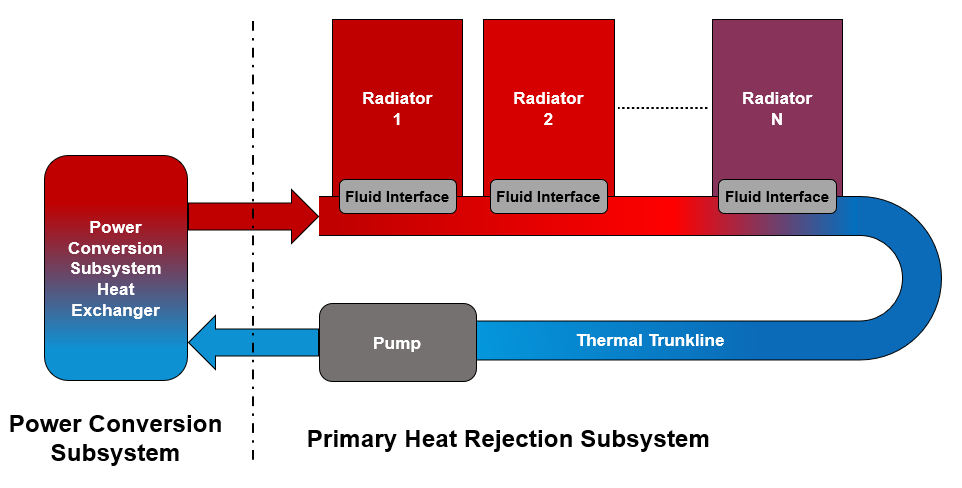 Radiator
1
Radiator
2
Radiator
N
Fluid Interface
Fluid Interface
Fluid Interface
Power
Conversion
Subsystem
Heat
Exchanger
Pump
Thermal Trunkline
Power Conversion
Subsystem
Primary Heat Rejection Subsystem